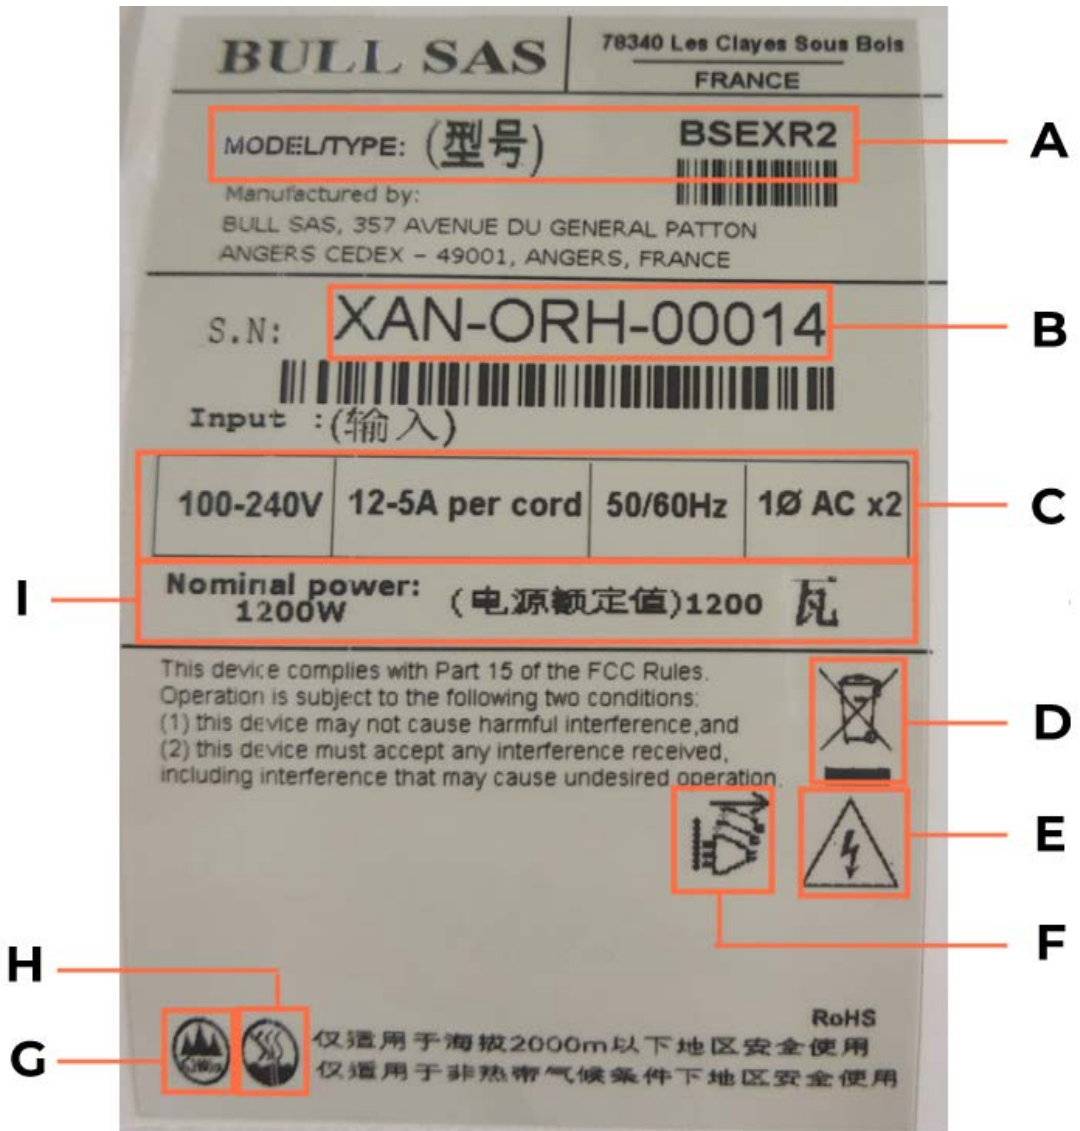 BULL SAS
78340 Les Clayes Sous Bois
FRANCE
MODEL/TYPE: (型号) BSEXR2
A
Manufactured by:
BULL SAS, 357 AVENUE DU GENERAL PATTON
ANGERS CEDEX – 49001, ANGERS, FRANCE
S.N: XAN-ORH-00014
B
Input :(输入)
100-240V 12-5A per cord 50/60Hz 1Ø AC x2
C
I
Nominal power: 1200W (电源额定值)1200 瓦
This device complies with Part 15 of the FCC Rules.
Operation is subject to the following two conditions:
(1) this device may not cause harmful interference,and
(2) this device must accept any interference received,
including interference that may cause undesired operation.
D
E
F
H
G
RoHS
仅适用于海拔2000m以下地区安全使用
仅适用于非热带气候条件下地区安全使用